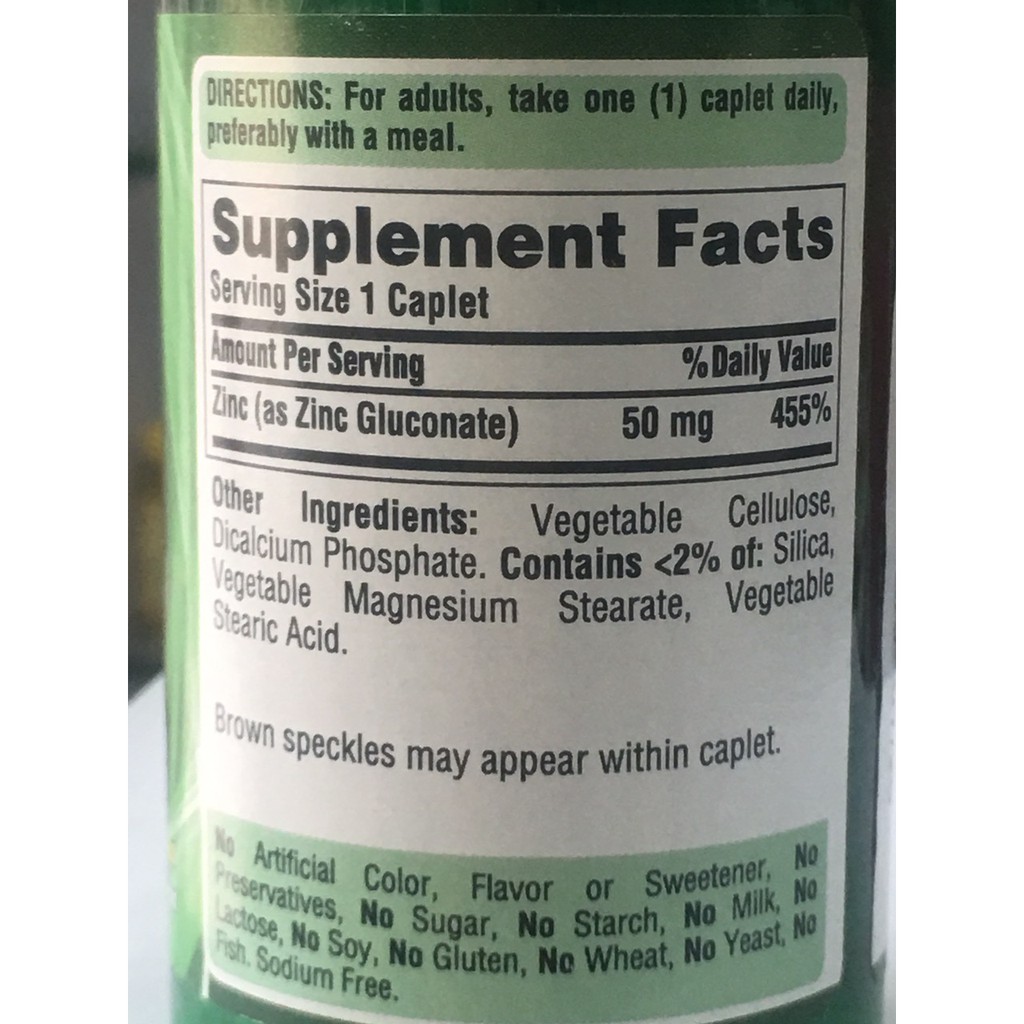 DIRECTIONS: For adults, take one (1) caplet daily,
preferably with a meal.
Supplement Facts
Serving Size 1 Caplet
Amount Per Serving %Daily Value
Zinc (as Zinc Gluconate) 50 mg 455%
Other Ingredients: Vegetable Cellulose,
Dicalcium Phosphate. Contains <2% of: Silica,
Vegetable Magnesium Stearate, Vegetable
Stearic Acid.
Brown speckles may appear within caplet.
No Artificial Color, Flavor or Sweetener, No
Preservatives, No Sugar, No Starch, No Milk, No
Lactose, No Soy, No Gluten, No Wheat, No Yeast, No
Fish. Sodium Free.